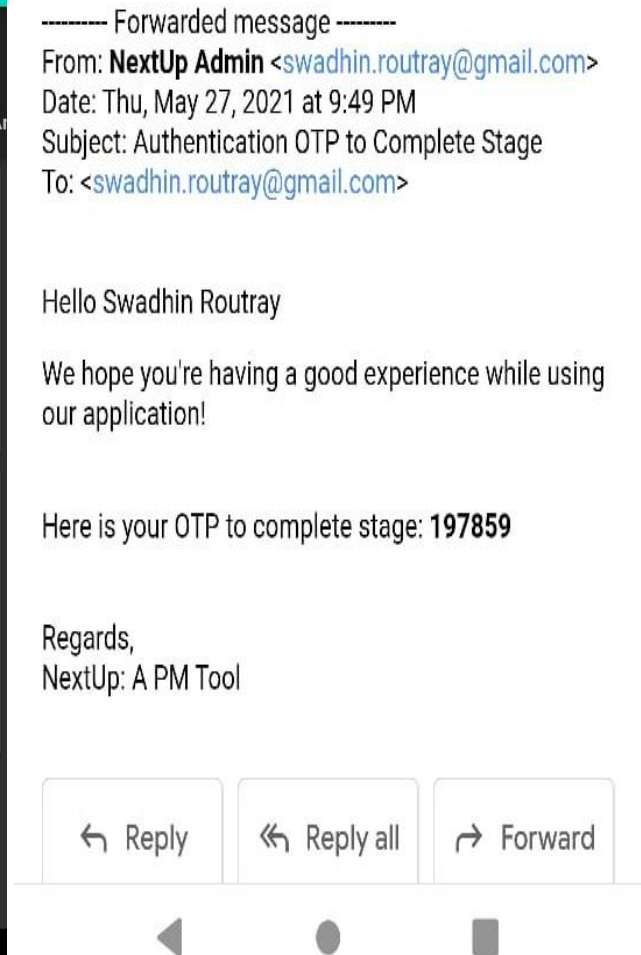 ---------- Forwarded message ---------
From: NextUp Admin <swadhin.routray@gmail.com>
Date: Thu, May 27, 2021 at 9:49 PM
Subject: Authentication OTP to Complete Stage
To: <swadhin.routray@gmail.com>
Hello Swadhin Routray
We hope you're having a good experience while using
our application!
Here is your OTP to complete stage: 197859
Regards,
NextUp: A PM Tool
Reply Reply all Forward